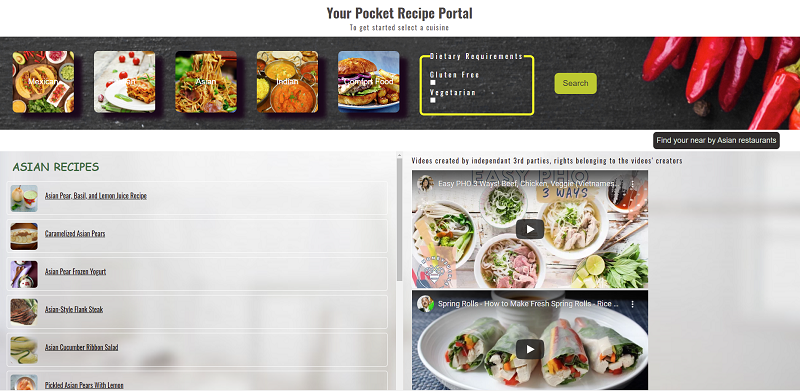 Your Pocket Recipe Portal
To get started select a cuisine
Mexican
Asian
Indian
Comfort Food
Dietary Requirements
Gluten Free
Vegetarian
Search
Find your near by Asian restaurants
ASIAN RECIPES
Asian Pear, Basil, and Lemon Juice Recipe
Caramelized Asian Pears
Asian Pear Frozen Yogurt
Asian-Style Flank Steak
Asian Cucumber Ribbon Salad
Pickled Asian Pears With Lemon
Videos created by independant 3rd parties, rights belonging to the videos' creators
Easy PHO 3 Ways! Beef, Chicken, Veggie (Vietnames...
EASY PHO
3 WAYS
Spring Rolls - How to Make Fresh Spring Rolls - Rice ...